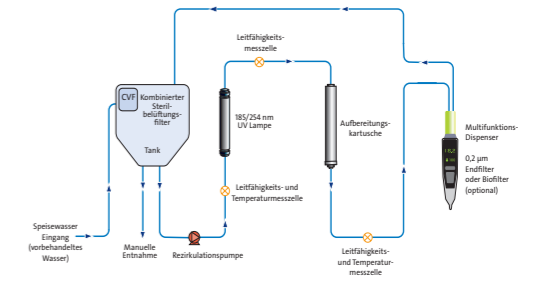 Leitfähigkeits-
messzelle
CVF
Kombinierter
Steril-
belüftungs-
filter
Tank
185/254 nm
UV Lampe
Aufbereitungs-
kartusche
Multifunktions-
Dispenser
0,2 µm
Endfilter
oder Biofilter
(optional)
Leitfähigkeits- und
Temperaturmesszelle
Speisewasser
Eingang
(vorbehandeltes
Wasser)
Manuelle
Entnahme
Rezirkulationspumpe
Leitfähigkeits-
und Temperatur-
messzelle